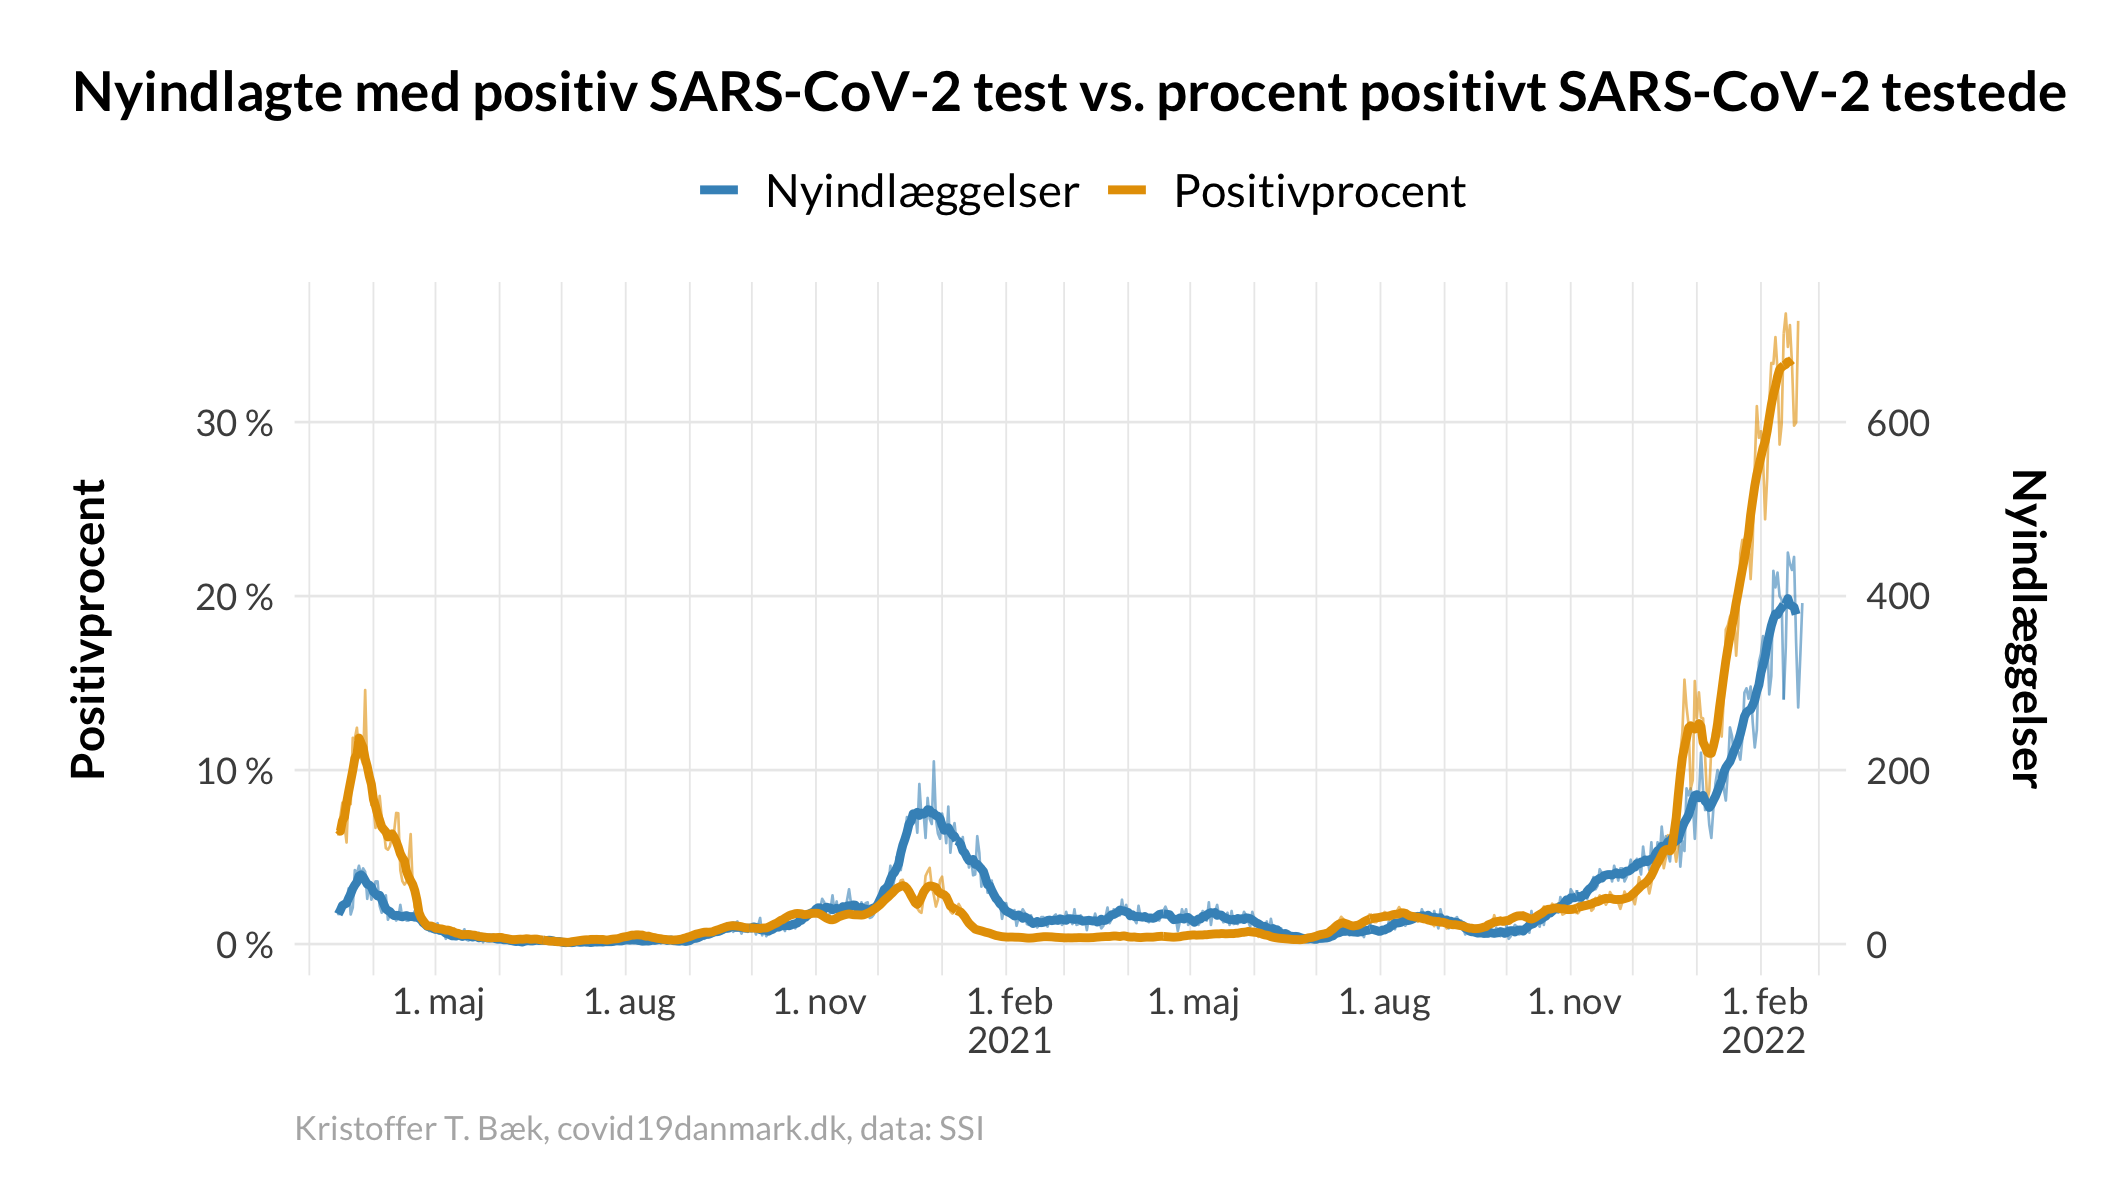 Nyindlagte med positiv SARS-CoV-2 test vs. procent positivt SARS-CoV-2 testede
Nyindlæggelser Positivprocent
Positivprocent
30 %
20 %
10 %
0 %
600
400
200
0
Nyindlæggelser
1. maj 1. aug 1. nov 1. feb 1. maj 1. aug 1. nov 1. feb
2021 2022
Kristoffer T. Bæk, covid19danmark.dk, data: SSI